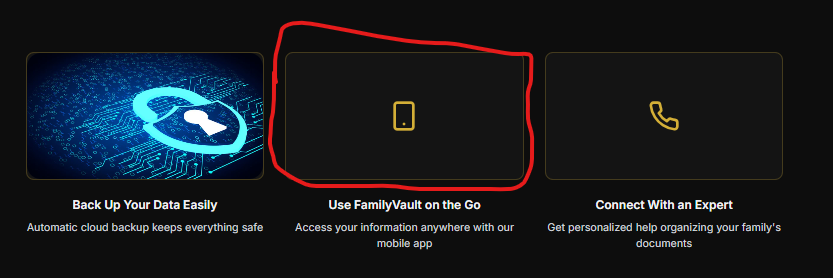 Back Up Your Data Easily
Automatic cloud backup keeps everything safe
Use FamilyVault on the Go
Access your information anywhere with our
mobile app
Connect With an Expert
Get personalized help organizing your family's
documents